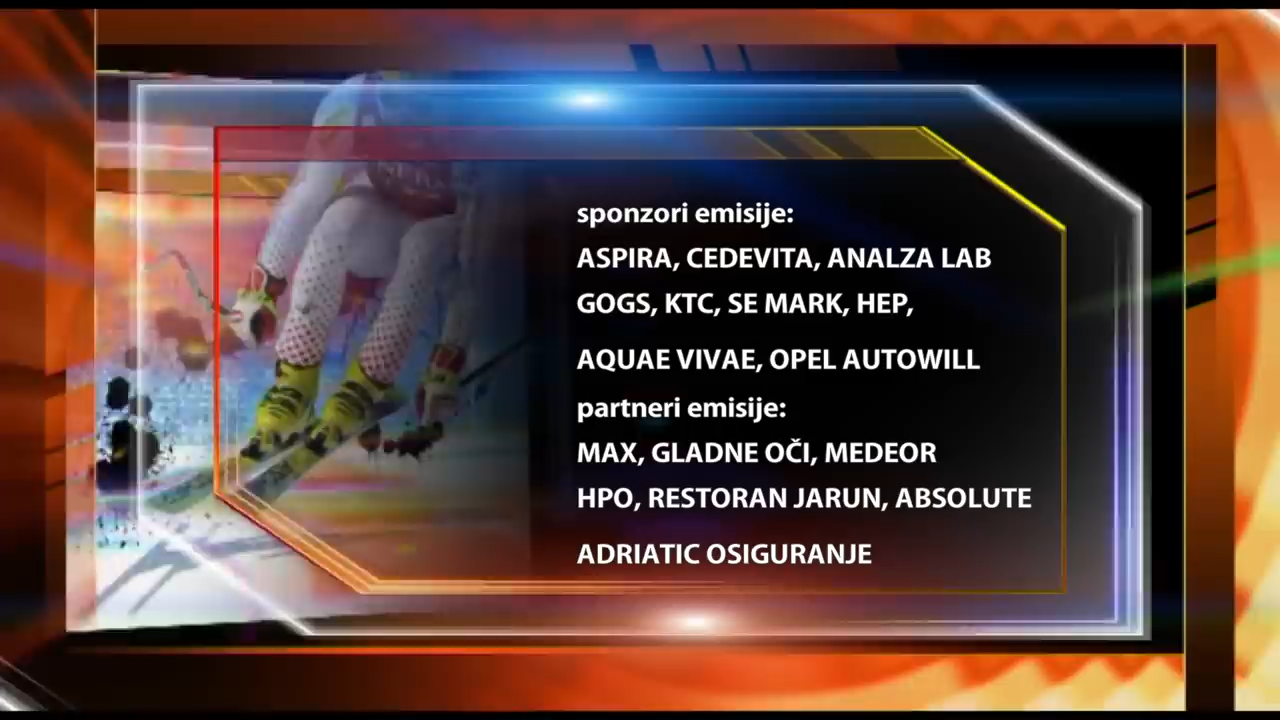 sponzori emisije:
ASPIRA, CEDEVITA, ANALZA LAB
GOGS, KTC, SE MARK, HEP,
AQUAE VIVAE, OPEL AUTOWILL
partneri emisije:
MAX, GLADNE OČI, MEDEOR
HPO, RESTORAN JARUN, ABSOLUTE
ADRIATIC OSIGURANJE